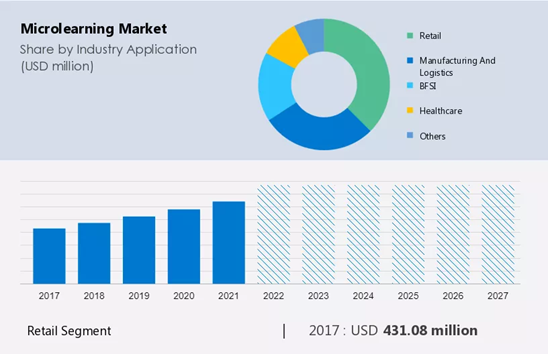 Microlearning Market
Share by Industry Application
(USD million)
Retail
Manufacturing And
Logistics
BFSI
Healthcare
Others
2017 2018 2019 2020 2021 2022 2023 2024 2025 2026 2027
Retail Segment | 2017 : USD 431.08 million